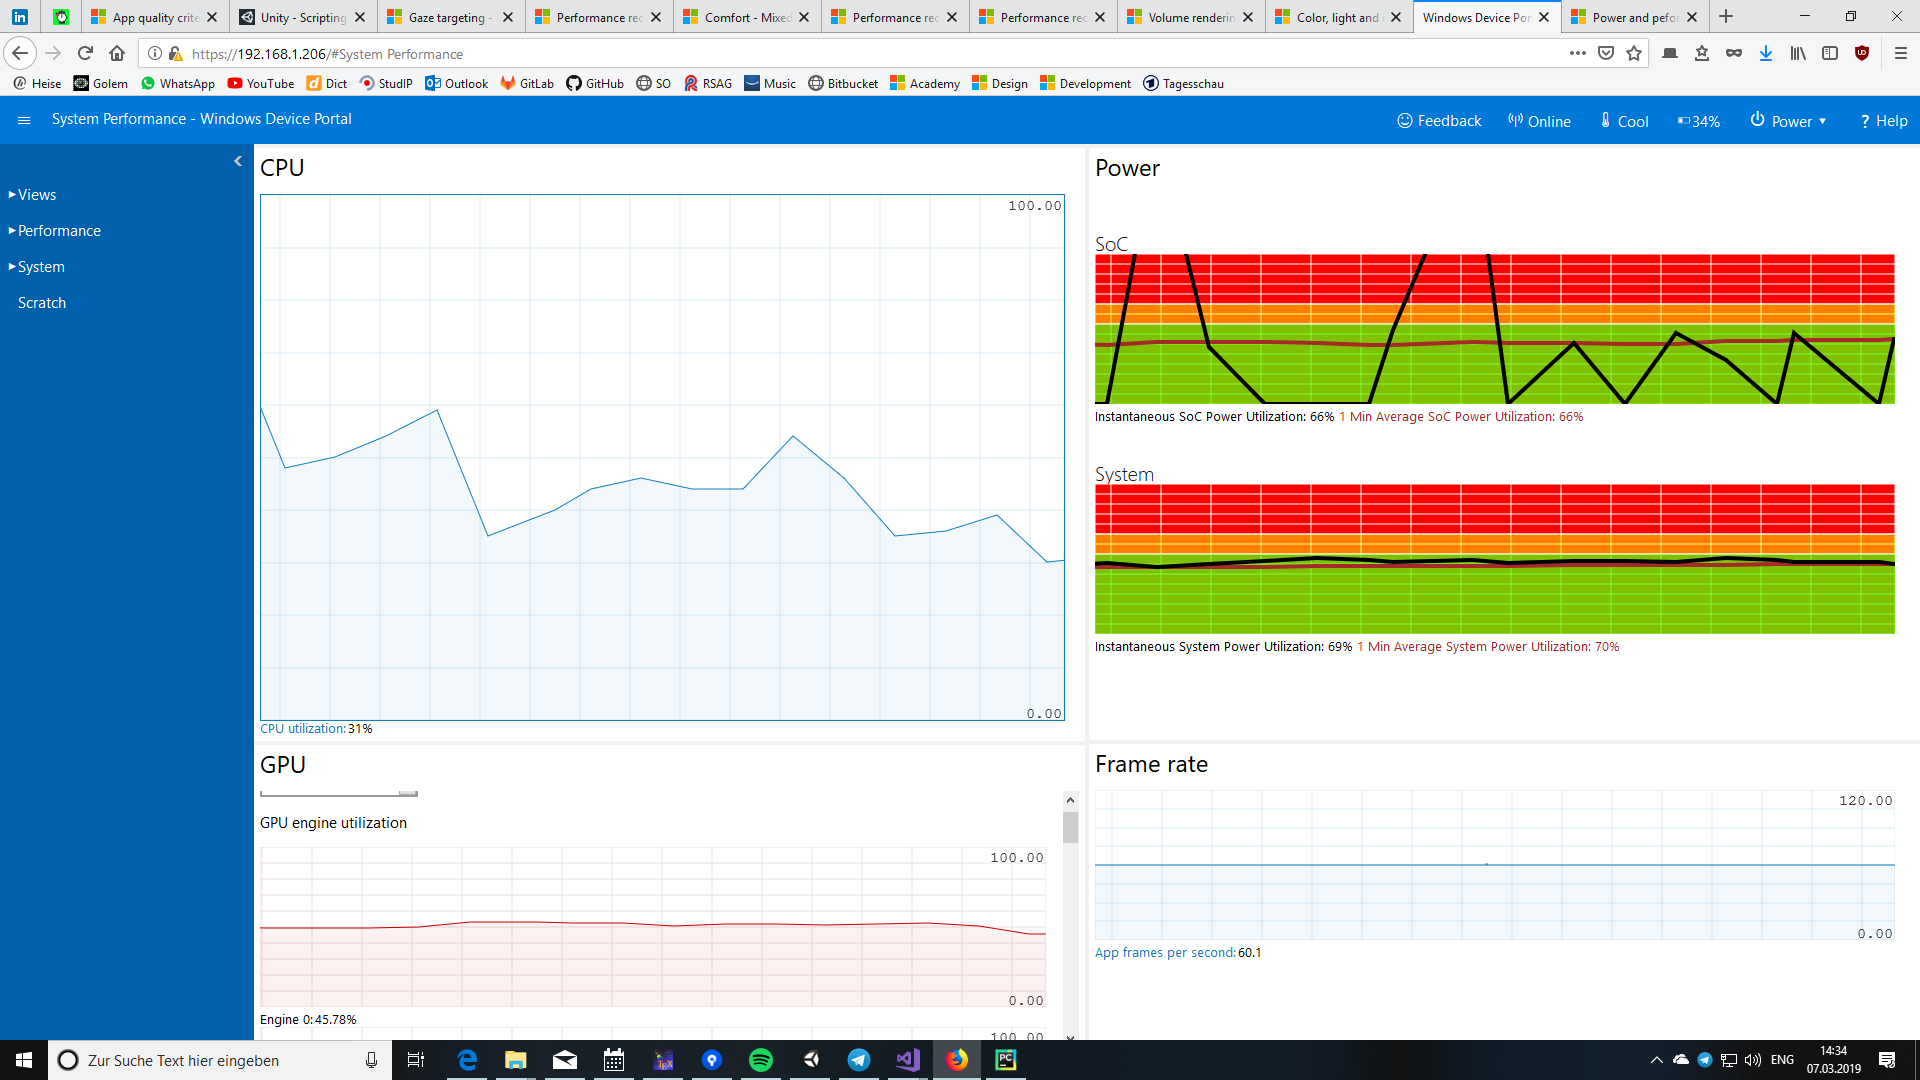 App quality crite
Unity - Scripting
Gaze targeting -
Performance rec
Comfort - Mixed
Performance rec
Performance rec
Volume renderin
Color, light and
Windows Device Por
Power and pefor
https://192.168.1.206/#System Performance
Heise Golem WhatsApp YouTube Dict StudIP Outlook GitLab GitHub SO RSAG Music Bitbucket Academy Design Development Tagesschau
System Performance - Windows Device Portal
Feedback Online Cool 34% Power ▼ ? Help
Views
Performance
System
Scratch
CPU
100.00
0.00
CPU utilization: 31%
Power
SoC
Instantaneous SoC Power Utilization: 66% 1 Min Average SoC Power Utilization: 66%
System
Instantaneous System Power Utilization: 69% 1 Min Average System Power Utilization: 70%
GPU
GPU engine utilization
100.00
0.00
Engine 0: 45.78%
100.00
Frame rate
120.00
0.00
App frames per second: 60.1
Zur Suche Text hier eingeben
ENG
14:34
07.03.2019